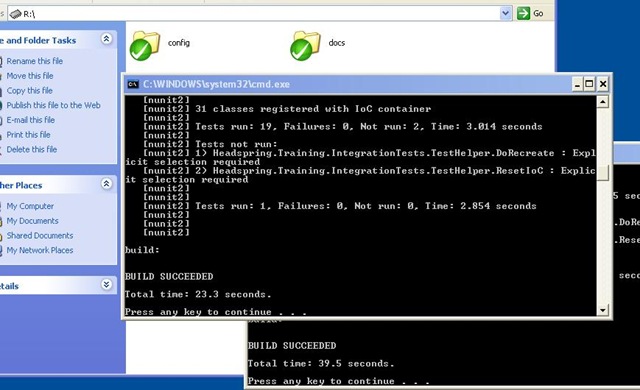 R:\
Go
e and Folder Tasks
Rename this file
Move this file
Copy this file
Publish this file to the Web
E-mail this file
Print this file
Delete this file
her Places
My Computer
My Documents
Shared Documents
My Network Places
etails
config
docs
C:\WINDOWS\system32\cmd.exe
[nunit2]
[nunit2] 31 classes registered with IoC container
[nunit2]
[nunit2] Tests run: 19, Failures: 0, Not run: 2, Time: 3.014 seconds
[nunit2]
[nunit2] Tests not run:
[nunit2] 1) Headspring.Training.IntegrationTests.TestHelper.DoRecreate : Expl
icit selection required
[nunit2] 2) Headspring.Training.IntegrationTests.TestHelper.ResetIoC : Explic
it selection required
[nunit2]
[nunit2]
[nunit2] Tests run: 1, Failures: 0, Not run: 0, Time: 2.854 seconds
[nunit2]
[nunit2]
[nunit2]
build:
BUILD SUCCEEDED
Total time: 23.3 seconds.
Press any key to continue . . .
5 sec
.DoRe
.Rese
seco
build:
BUILD SUCCEEDED
Total time: 39.5 seconds.
Press any key to continue . . .